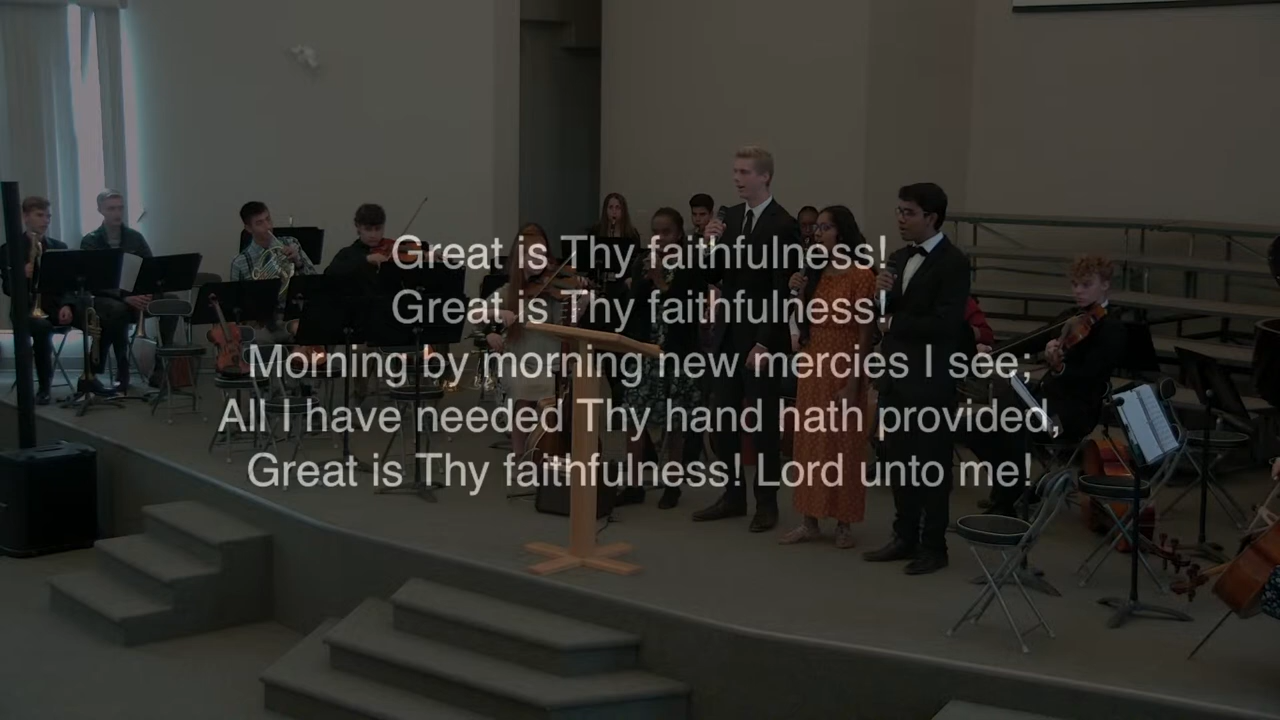 Great is Thy faithfulness!
Great is Thy faithfulness!
Morning by morning new mercies I see;
All I have needed Thy hand hath provided,
Great is Thy faithfulness! Lord unto me!